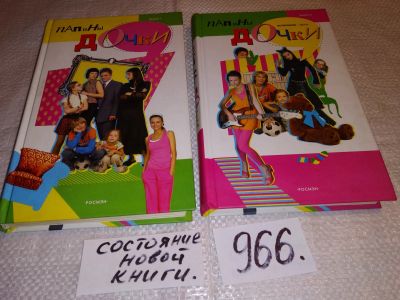 ПАПиНЫ
ДОЧКИ
РОСМЭН
ПАПиНЫ
ДОЧКИ
РОСМЭН
СОСТОЯНИЕ
НОВОЙ
КНИГИ.
966.